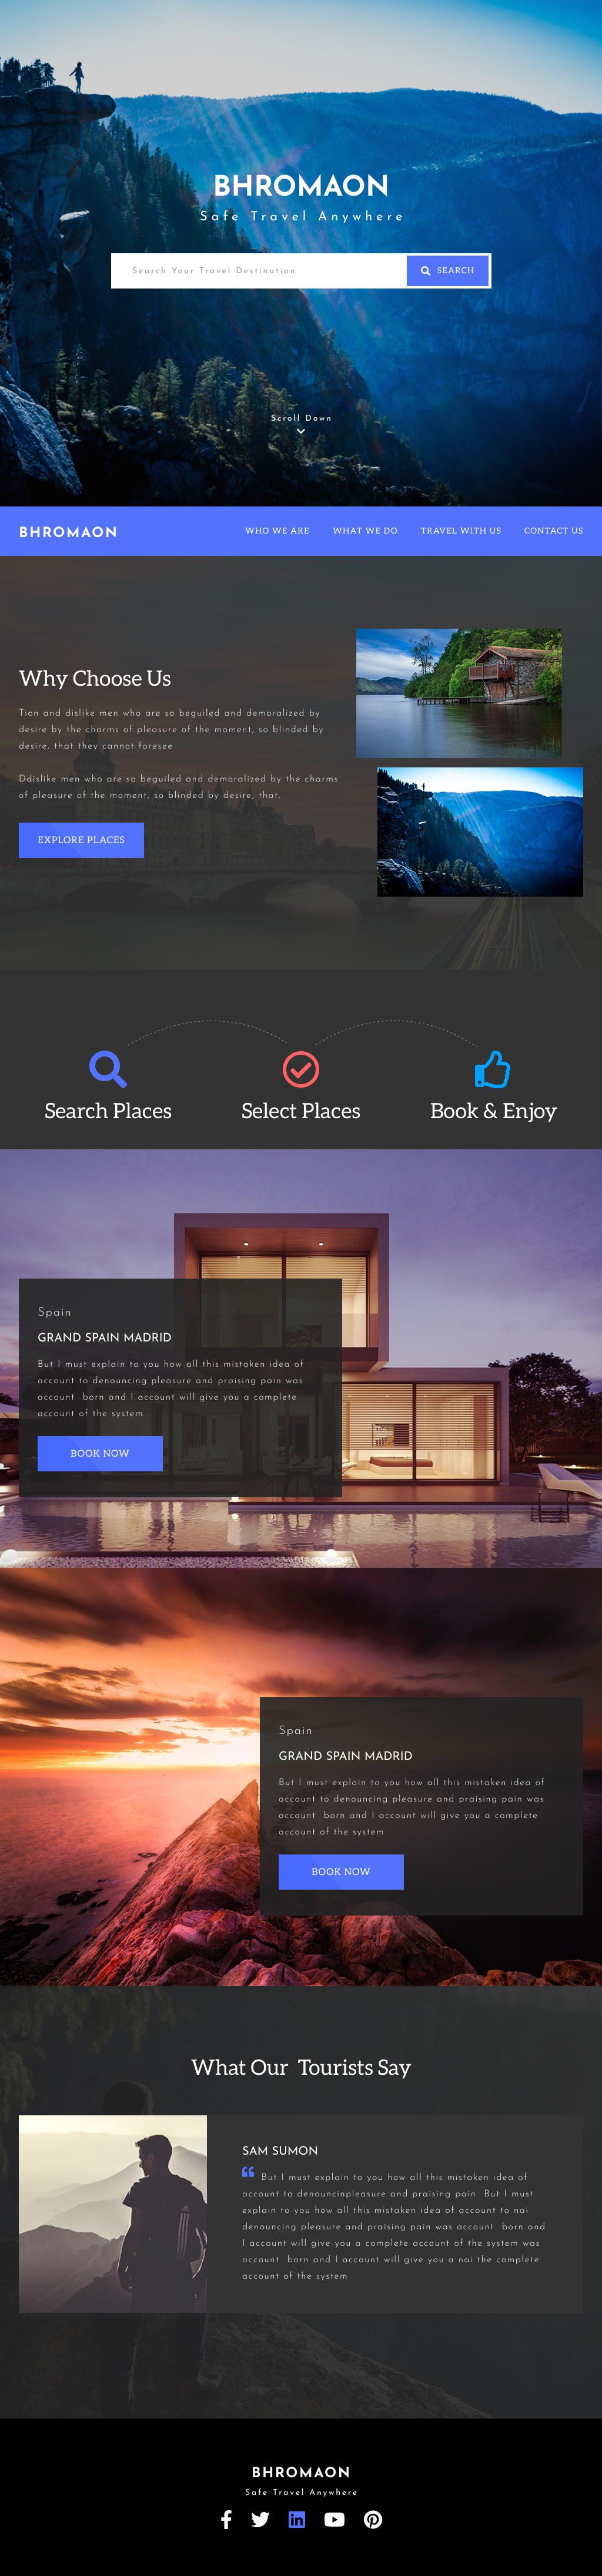 BHROMAON
Safe Travel Anywhere
Search Your Travel Destination
SEARCH
Scroll Down
BHROMAON
WHO WE ARE
WHAT WE DO
TRAVEL WITH US
CONTACT US
Why Choose Us
Tion and dislike men who are so beguiled and demoralized by
desire by the charms of pleasure of the moment, so blinded by
desire, that they cannot foresee
Ddislike men who are so beguiled and demoralized by the charms
of pleasure of the moment, so blinded by desire, that.
EXPLORE PLACES
Search Places
Select Places
Book & Enjoy
Spain
GRAND SPAIN MADRID
But I must explain to you how all this mistaken idea of
account to denouncing pleasure and praising pain was
account born and I account will give you a complete
account of the system
BOOK NOW
Spain
GRAND SPAIN MADRID
But I must explain to you how all this mistaken idea of
account to denouncing pleasure and praising pain was
account born and I account will give you a complete
account of the system
BOOK NOW
What Our Tourists Say
SAM SUMON
But I must explain to you how all this mistaken idea of
account to denouncinpleasure and praising pain But I must
explain to you how all this mistaken idea of account to nai
denouncing pleasure and praising pain was account born and
I account will give you a complete account of the system was
account born and I account will give you a nai the complete
account of the system
BHROMAON
Safe Travel Anywhere